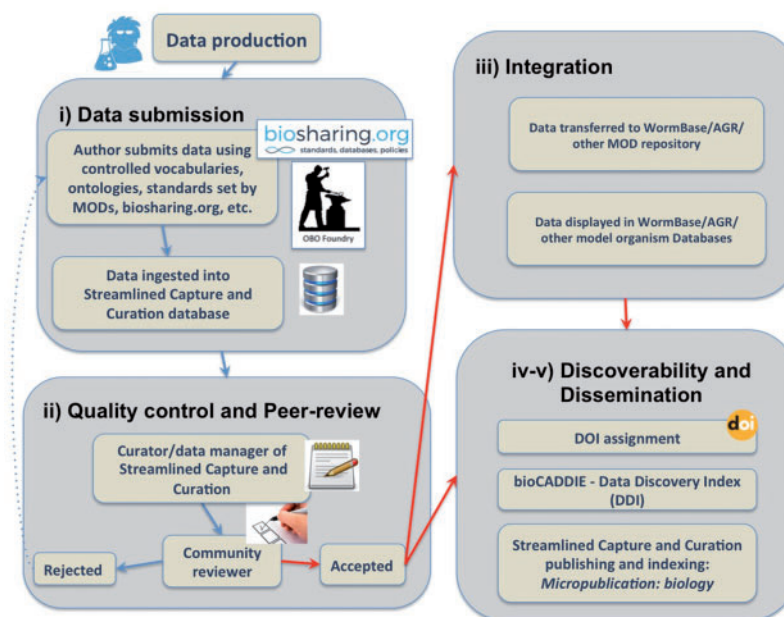 Data production
i) Data submission
Author submits data using
controlled vocabularies,
ontologies, standards set by
MODs, biosharing.org, etc.
biosharing.org
standards, databases, policies
OBO Foundry
Data ingested into
Streamlined Capture and
Curation database
ii) Quality control and Peer-review
Curator/data manager of
Streamlined Capture and
Curation
Community
reviewer
Rejected
Accepted
iii) Integration
Data transferred to WormBase/AGR/
other MOD repository
Data displayed in WormBase/AGR/
other model organism Databases
iv-v) Discoverability and
Dissemination
doi
DOI assignment
bioCADDIE - Data Discovery Index
(DDI)
Streamlined Capture and Curation
publishing and indexing:
Micropublication: biology